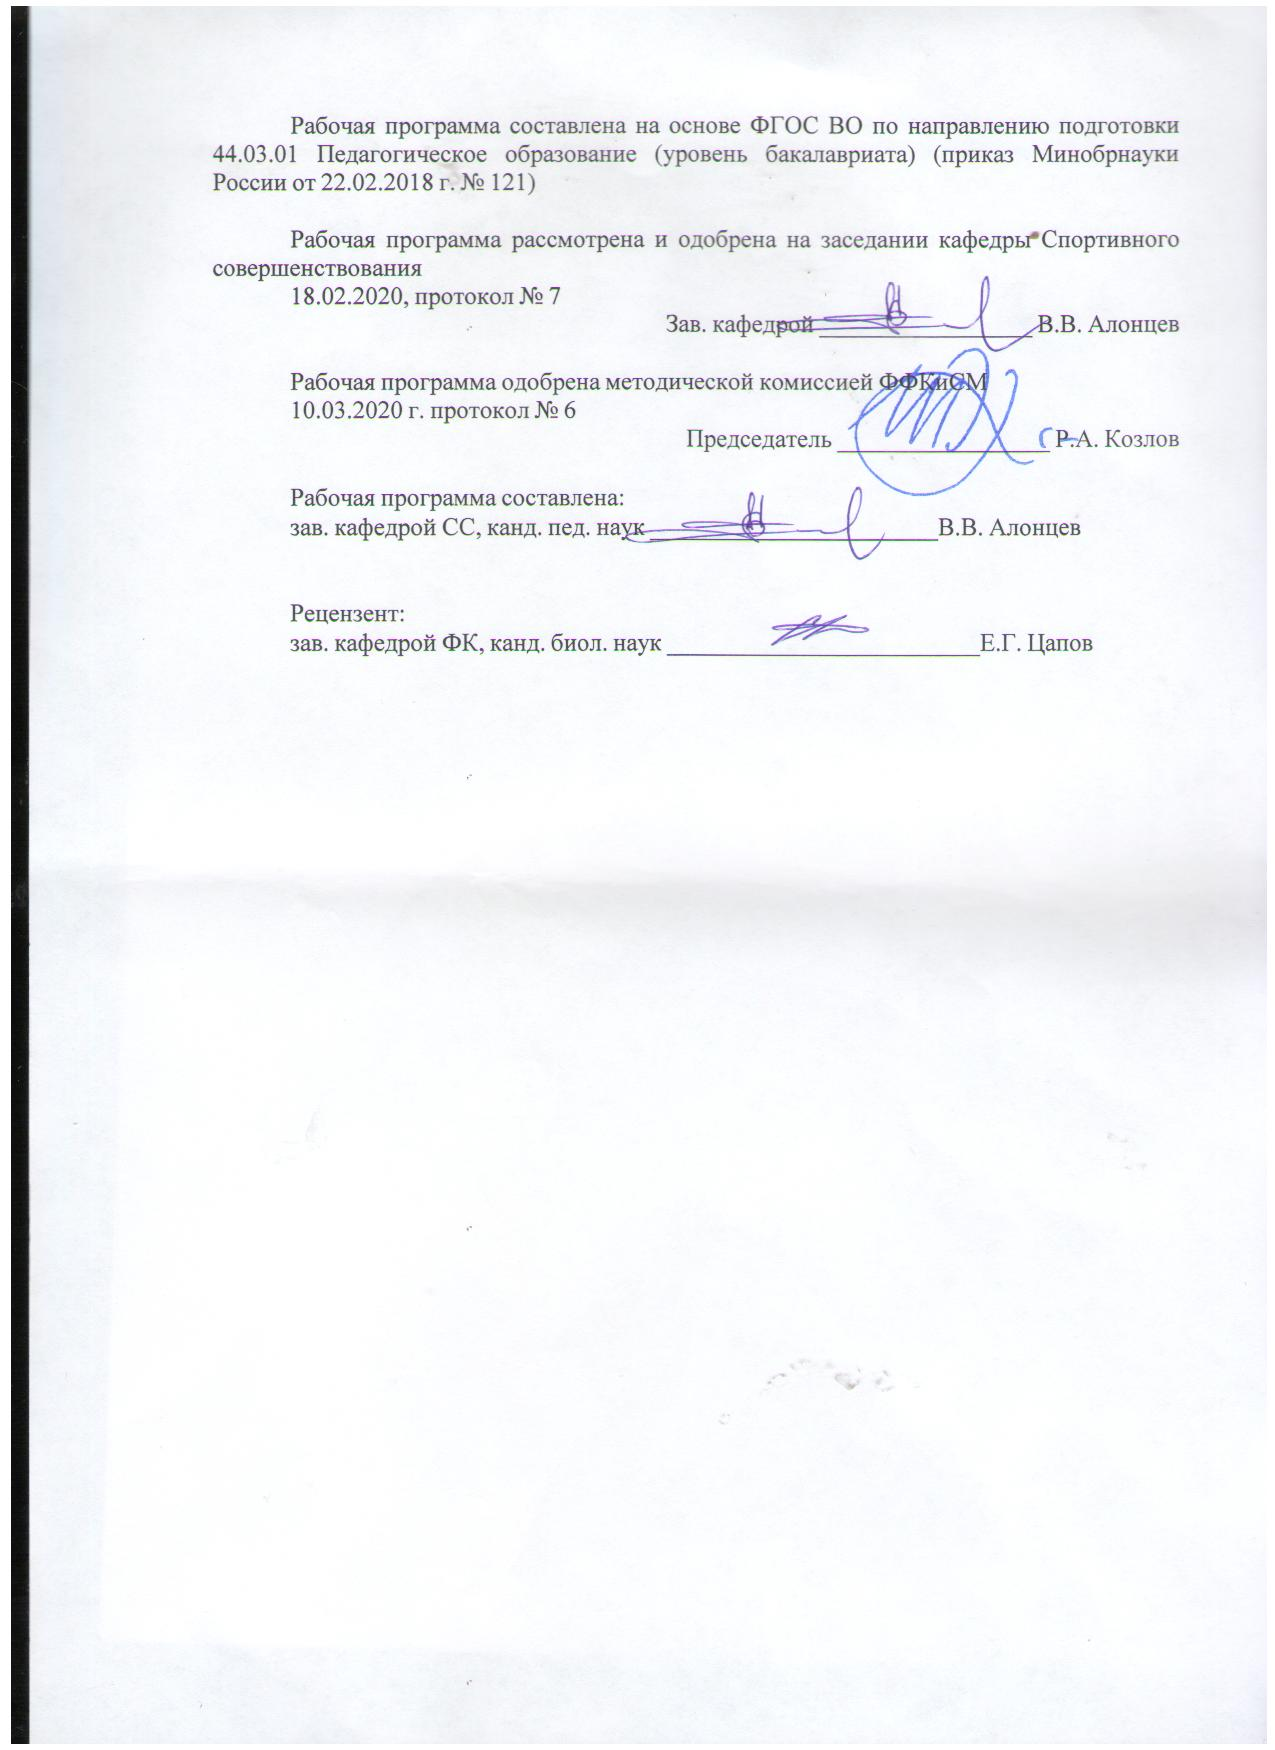 Рабочая программа составлена на основе ФГОС ВО по направлению подготовки
44.03.01 Педагогическое образование (уровень бакалавриата) (приказ Минобрнауки
России от 22.02.2018 г. № 121)
Рабочая программа рассмотрена и одобрена на заседании кафедры Спортивного
совершенствования
18.02.2020, протокол № 7
Зав. кафедрой _________________ В.В. Алонцев
Рабочая программа одобрена методической комиссией ФФКиСМ
10.03.2020 г. протокол № 6
Председатель _________________ Р.А. Козлов
Рабочая программа составлена:
зав. кафедрой СС, канд. пед. наук _______________________В.В. Алонцев
Рецензент:
зав. кафедрой ФК, канд. биол. наук _________________________Е.Г. Цапов